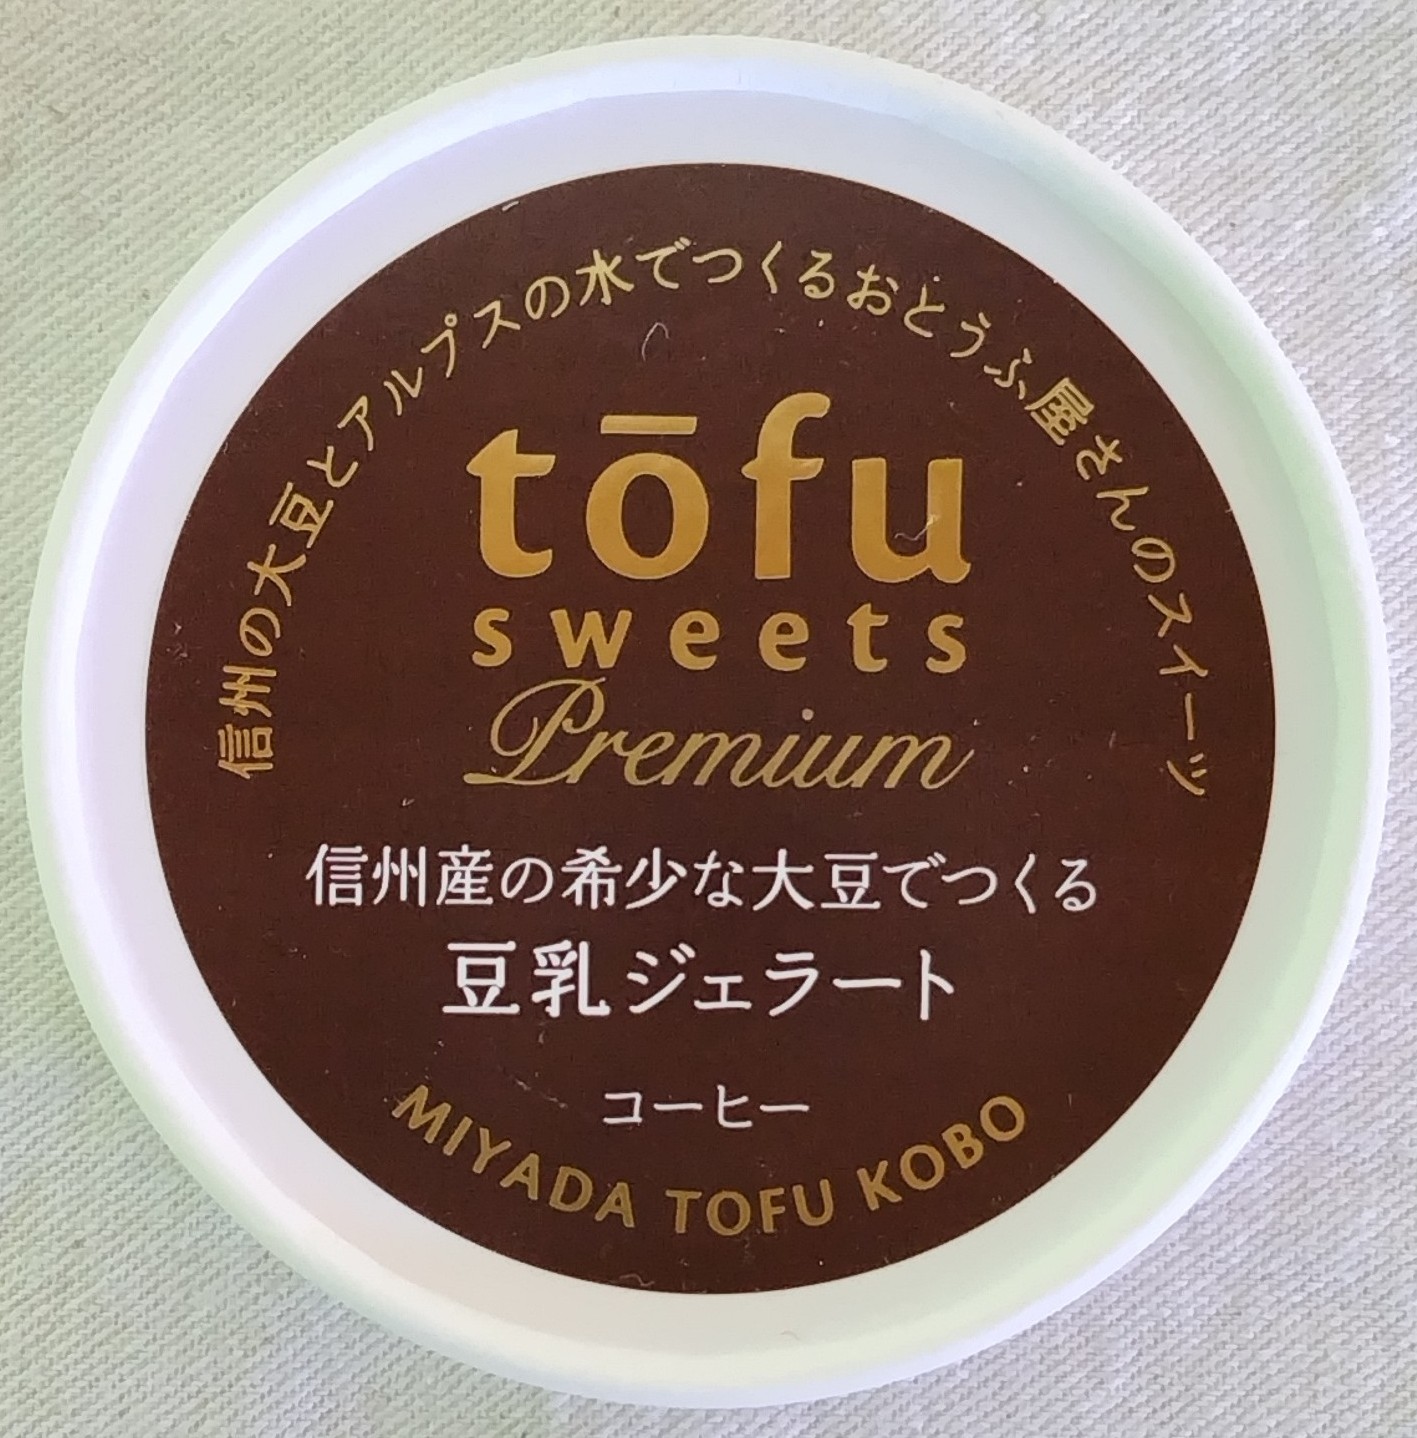 信州の大豆とアルプスの水でつくるおとうふ屋さんのスイーツ
tōfu
sweets
Premium
信州産の希少な大豆でつくる
豆乳ジェラート
コーヒー
MIYADA TOFU KOBO